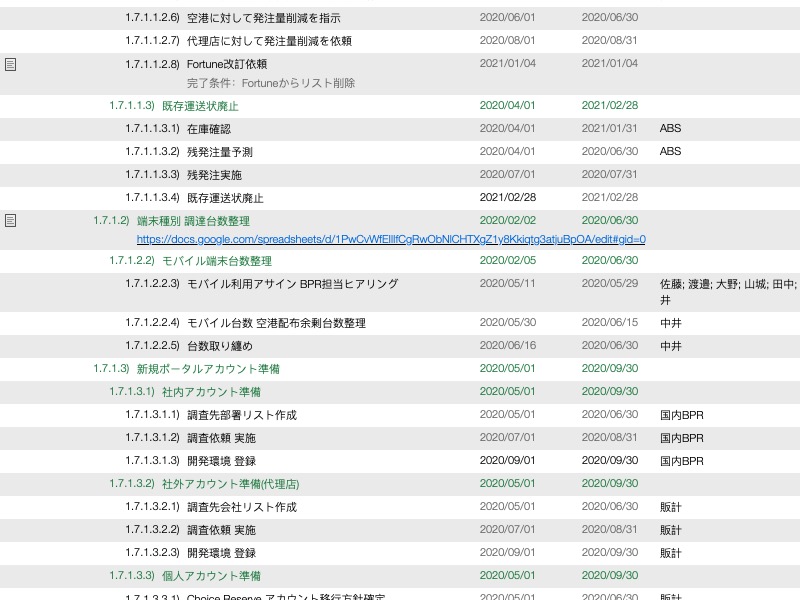 1.7.1.1.2.6) 空港に対して発注量削減を指示 2020/06/01 2020/06/30
1.7.1.1.2.7) 代理店に対して発注量削減を依頼 2020/08/01 2020/08/31
1.7.1.1.2.8) Fortune改訂依頼 2021/01/04 2021/01/04
完了条件: Fortuneからリスト削除
1.7.1.1.3) 既存運送状廃止 2020/04/01 2021/02/28
1.7.1.1.3.1) 在庫確認 2020/04/01 2021/01/31 ABS
1.7.1.1.3.2) 残発注量予測 2020/04/01 2020/06/30 ABS
1.7.1.1.3.3) 残発注実施 2020/07/01 2020/07/31
1.7.1.1.3.4) 既存運送状廃止 2021/02/28 2021/02/28
1.7.1.2) 端末種別 調達台数整理 2020/02/02 2020/06/30
1.7.1.2.2) モバイル端末台数整理 2020/02/05 2020/06/30
1.7.1.2.2.3) モバイル利用アサイン BPR担当ヒアリング 2020/05/11 2020/05/29 佐藤; 渡邉; 大野; 山城; 田中;
井
1.7.1.2.2.4) モバイル台数 空港配布余剰台数整理 2020/05/30 2020/06/15 中井
1.7.1.2.2.5) 台数取り纏め 2020/06/16 2020/06/30 中井
1.7.1.3) 新規ポータルアカウント準備 2020/05/01 2020/09/30
1.7.1.3.1) 社内アカウント準備 2020/05/01 2020/09/30
1.7.1.3.1.1) 調査先部署リスト作成 2020/05/01 2020/06/30 国内BPR
1.7.1.3.1.2) 調査依頼 実施 2020/07/01 2020/08/31 国内BPR
1.7.1.3.1.3) 開発環境 登録 2020/09/01 2020/09/30 国内BPR
1.7.1.3.2) 社外アカウント準備(代理店) 2020/05/01 2020/09/30
1.7.1.3.2.1) 調査先会社リスト作成 2020/05/01 2020/06/30 販計
1.7.1.3.2.2) 調査依頼 実施 2020/07/01 2020/08/31 販計
1.7.1.3.2.3) 開発環境 登録 2020/09/01 2020/09/30 販計
1.7.1.3.3) 個人アカウント準備 2020/05/01 2020/09/30
1.7.1.3.3.1) Choice Reserve アカウント移行方針確定 2020/05/01 2020/06/30 販計